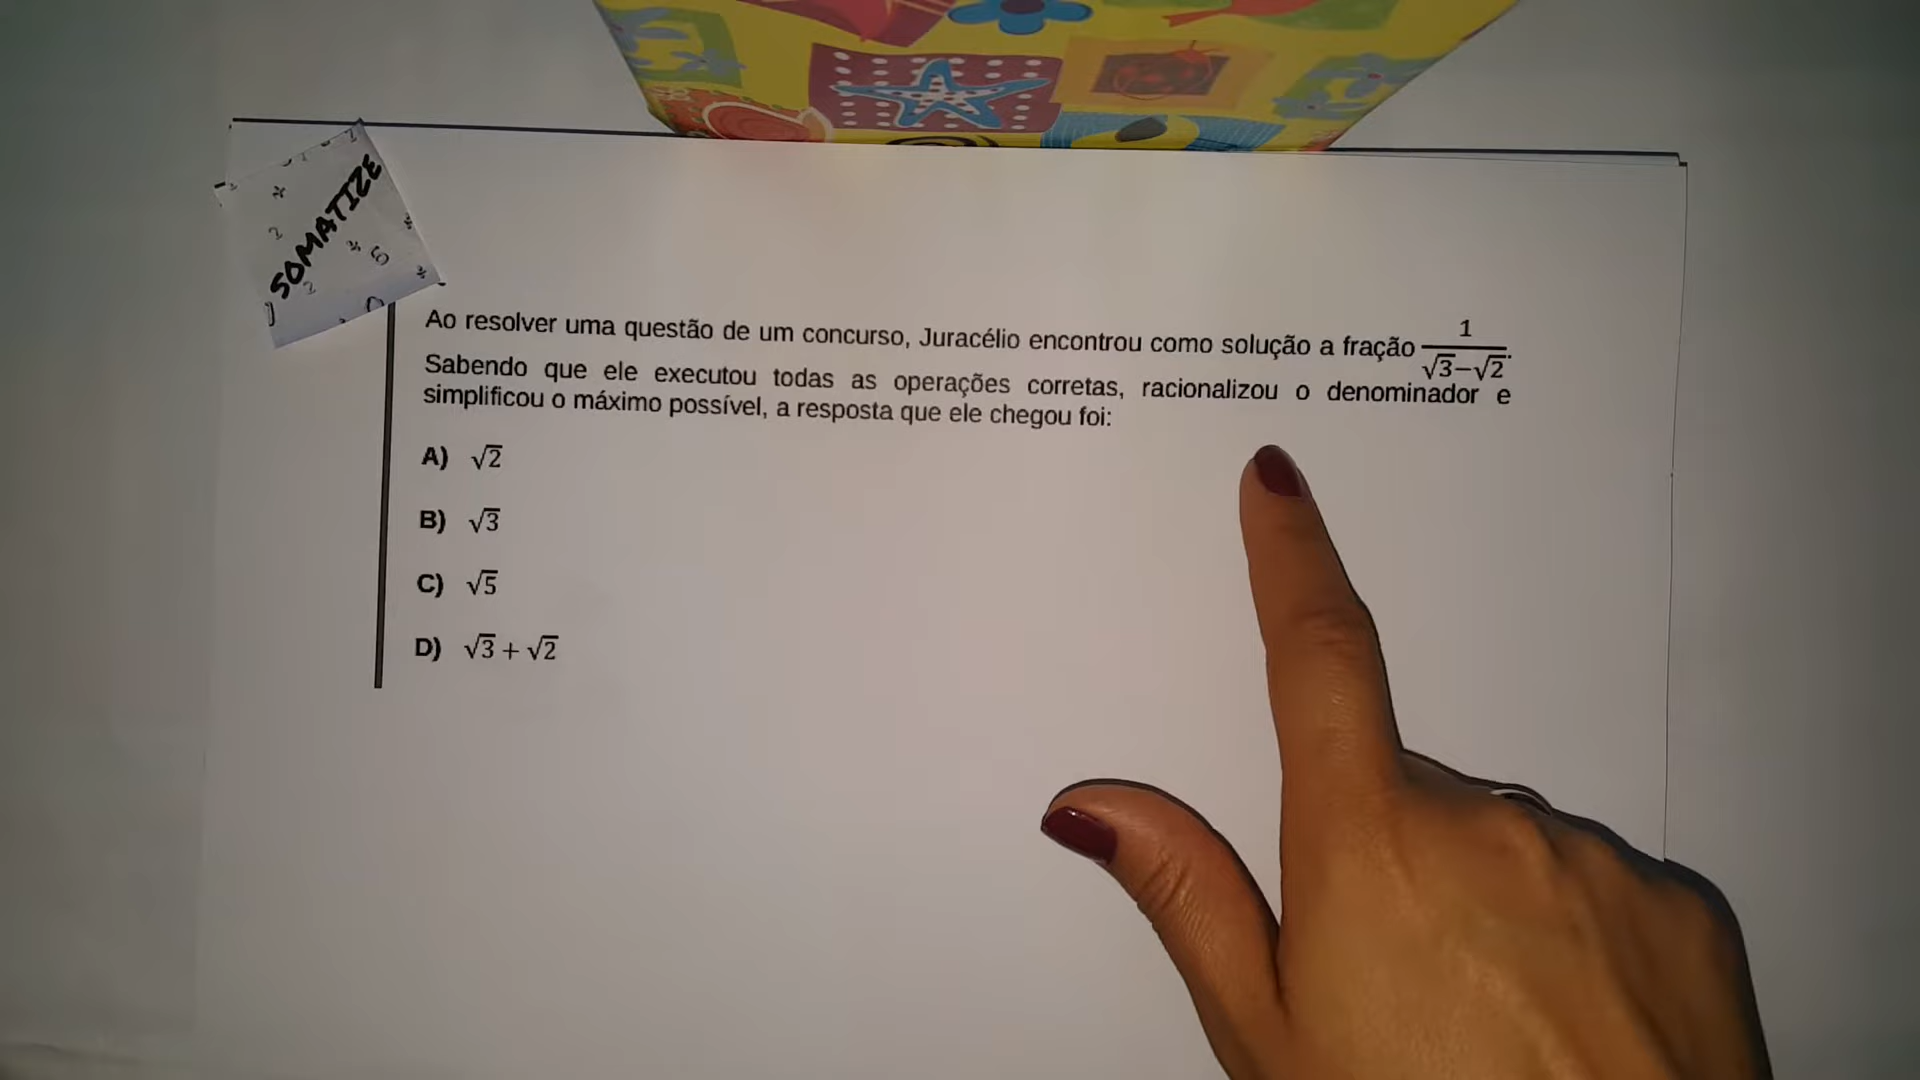 SOMATIZE
Ao resolver uma questão de um concurso, Juracélio encontrou como solução a fração 1/(√3−√2).
Sabendo que ele executou todas as operações corretas, racionalizou o denominador e
simplificou o máximo possível, a resposta que ele chegou foi:
A) √2
B) √3
C) √5
D) √3 + √2